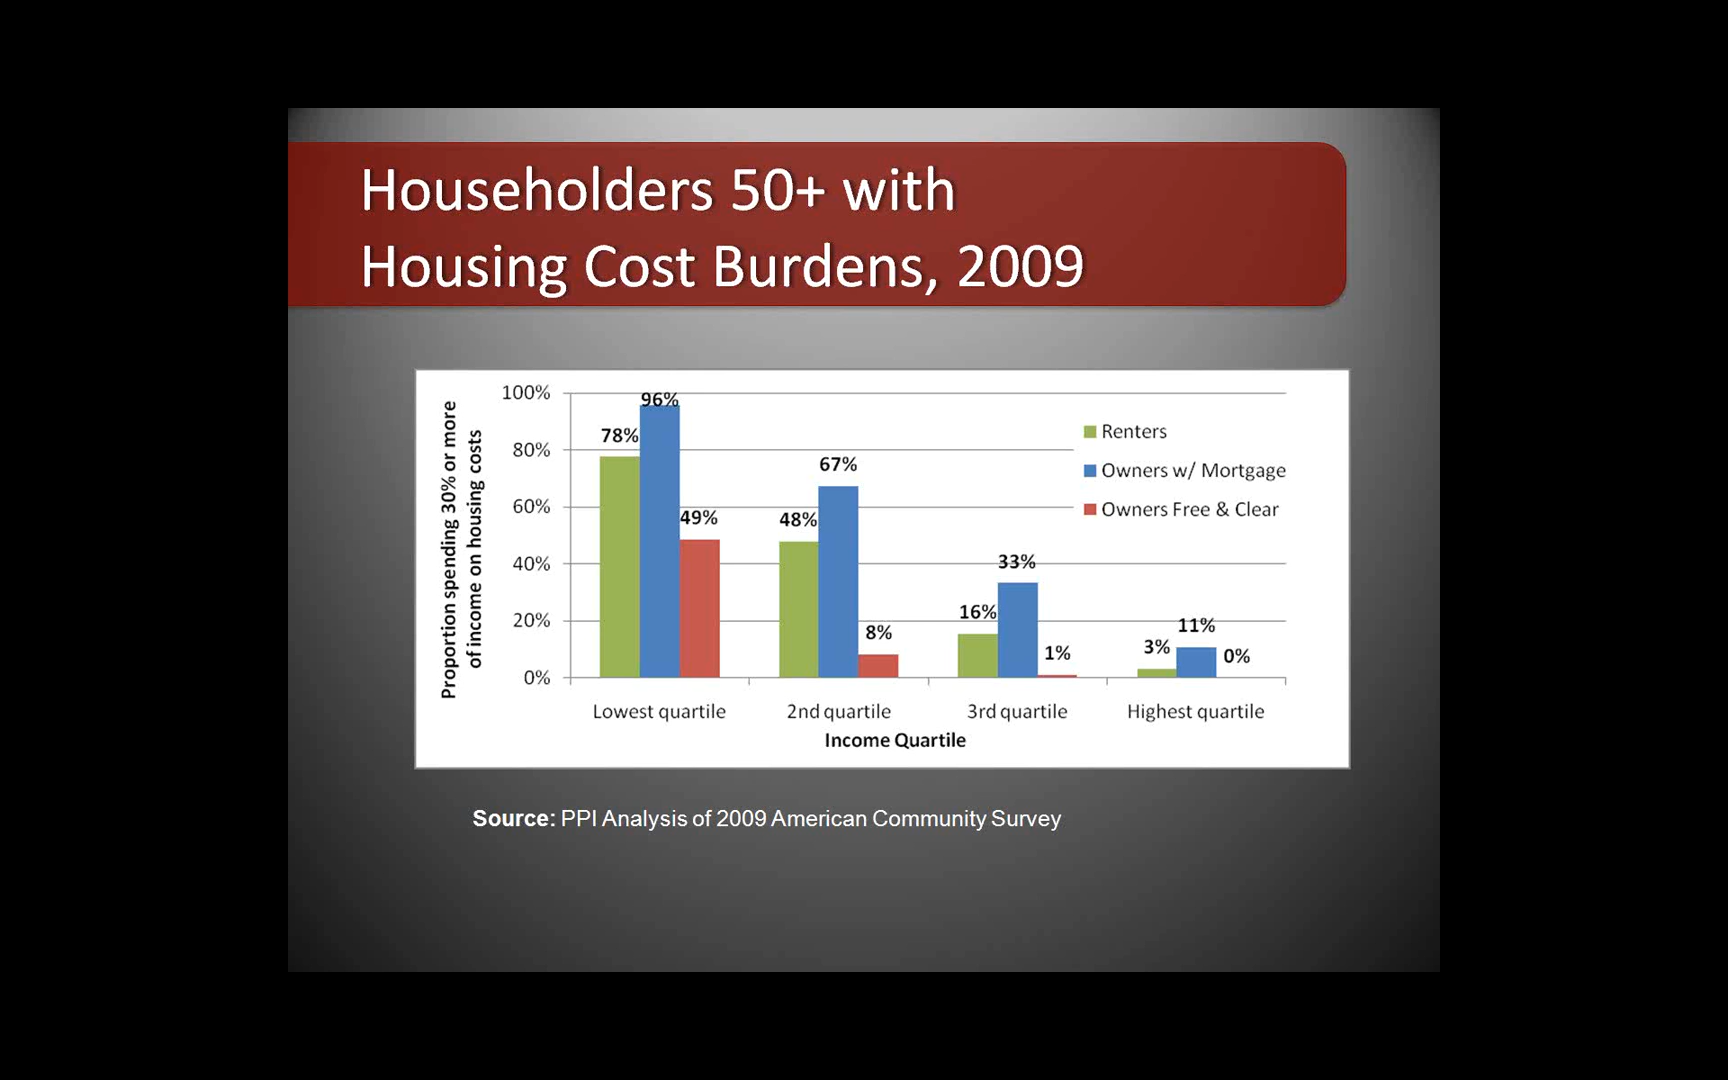 Householders 50+ with
Housing Cost Burdens, 2009
Proportion spending 30% or more
of income on housing costs
100%
80%
60%
40%
20%
0%
78%
96%
49%
48%
67%
8%
16%
33%
1%
3%
11%
0%
Renters
Owners w/ Mortgage
Owners Free & Clear
Lowest quartile
2nd quartile
3rd quartile
Highest quartile
Income Quartile
Source: PPI Analysis of 2009 American Community Survey